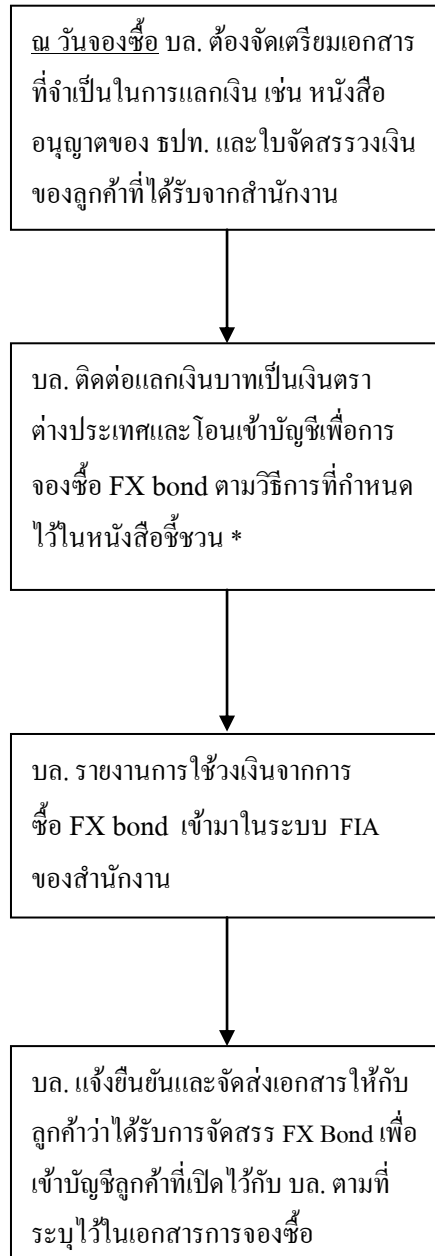 ณ วันจองซื้อ บล. ต้องจัดเตรียมเอกสาร
ที่จำเป็นในการแลกเงิน เช่น หนังสือ
อนุญาตของ ธปท. และใบจัดสรรวงเงิน
ของลูกค้าที่ได้รับจากสำนักงาน
บล. ติดต่อแลกเงินบาทเป็นเงินตรา
ต่างประเทศและโอนเข้าบัญชีเพื่อการ
จองซื้อ FX bond ตามวิธีการที่กำหนด
ไว้ในหนังสือชี้ชวน *
บล. รายงานการใช้วงเงินจากการ
ซื้อ FX bond เข้ามาในระบบ FIA
ของสำนักงาน
บล. แจ้งยืนยันและจัดส่งเอกสารให้กับ
ลูกค้าว่าได้รับการจัดสรร FX Bond เพื่อ
เข้าบัญชีลูกค้าที่เปิดไว้กับ บล. ตามที่
ระบุไว้ในเอกสารการจองซื้อ